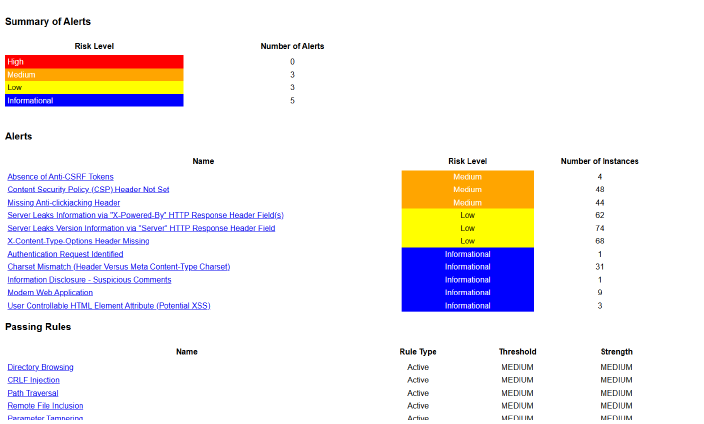 Summary of Alerts
Risk Level Number of Alerts
High 0
Medium 3
Low 3
Informational 5
Alerts
Name Risk Level Number of Instances
Absence of Anti-CSRF Tokens Medium 4
Content Security Policy (CSP) Header Not Set Medium 48
Missing Anti-clickjacking Header Medium 44
Server Leaks Information via "X-Powered-By" HTTP Response Header Field(s) Low 62
Server Leaks Version Information via "Server" HTTP Response Header Field Low 74
X-Content-Type-Options Header Missing Low 68
Authentication Request Identified Informational 1
Charset Mismatch (Header Versus Meta Content-Type Charset) Informational 31
Information Disclosure - Suspicious Comments Informational 1
Modern Web Application Informational 9
User Controllable HTML Element Attribute (Potential XSS) Informational 3
Passing Rules
Name Rule Type Threshold Strength
Directory Browsing Active MEDIUM MEDIUM
CRLF Injection Active MEDIUM MEDIUM
Path Traversal Active MEDIUM MEDIUM
Remote File Inclusion Active MEDIUM MEDIUM
Parameter Tampering Active MEDIUM MEDIUM